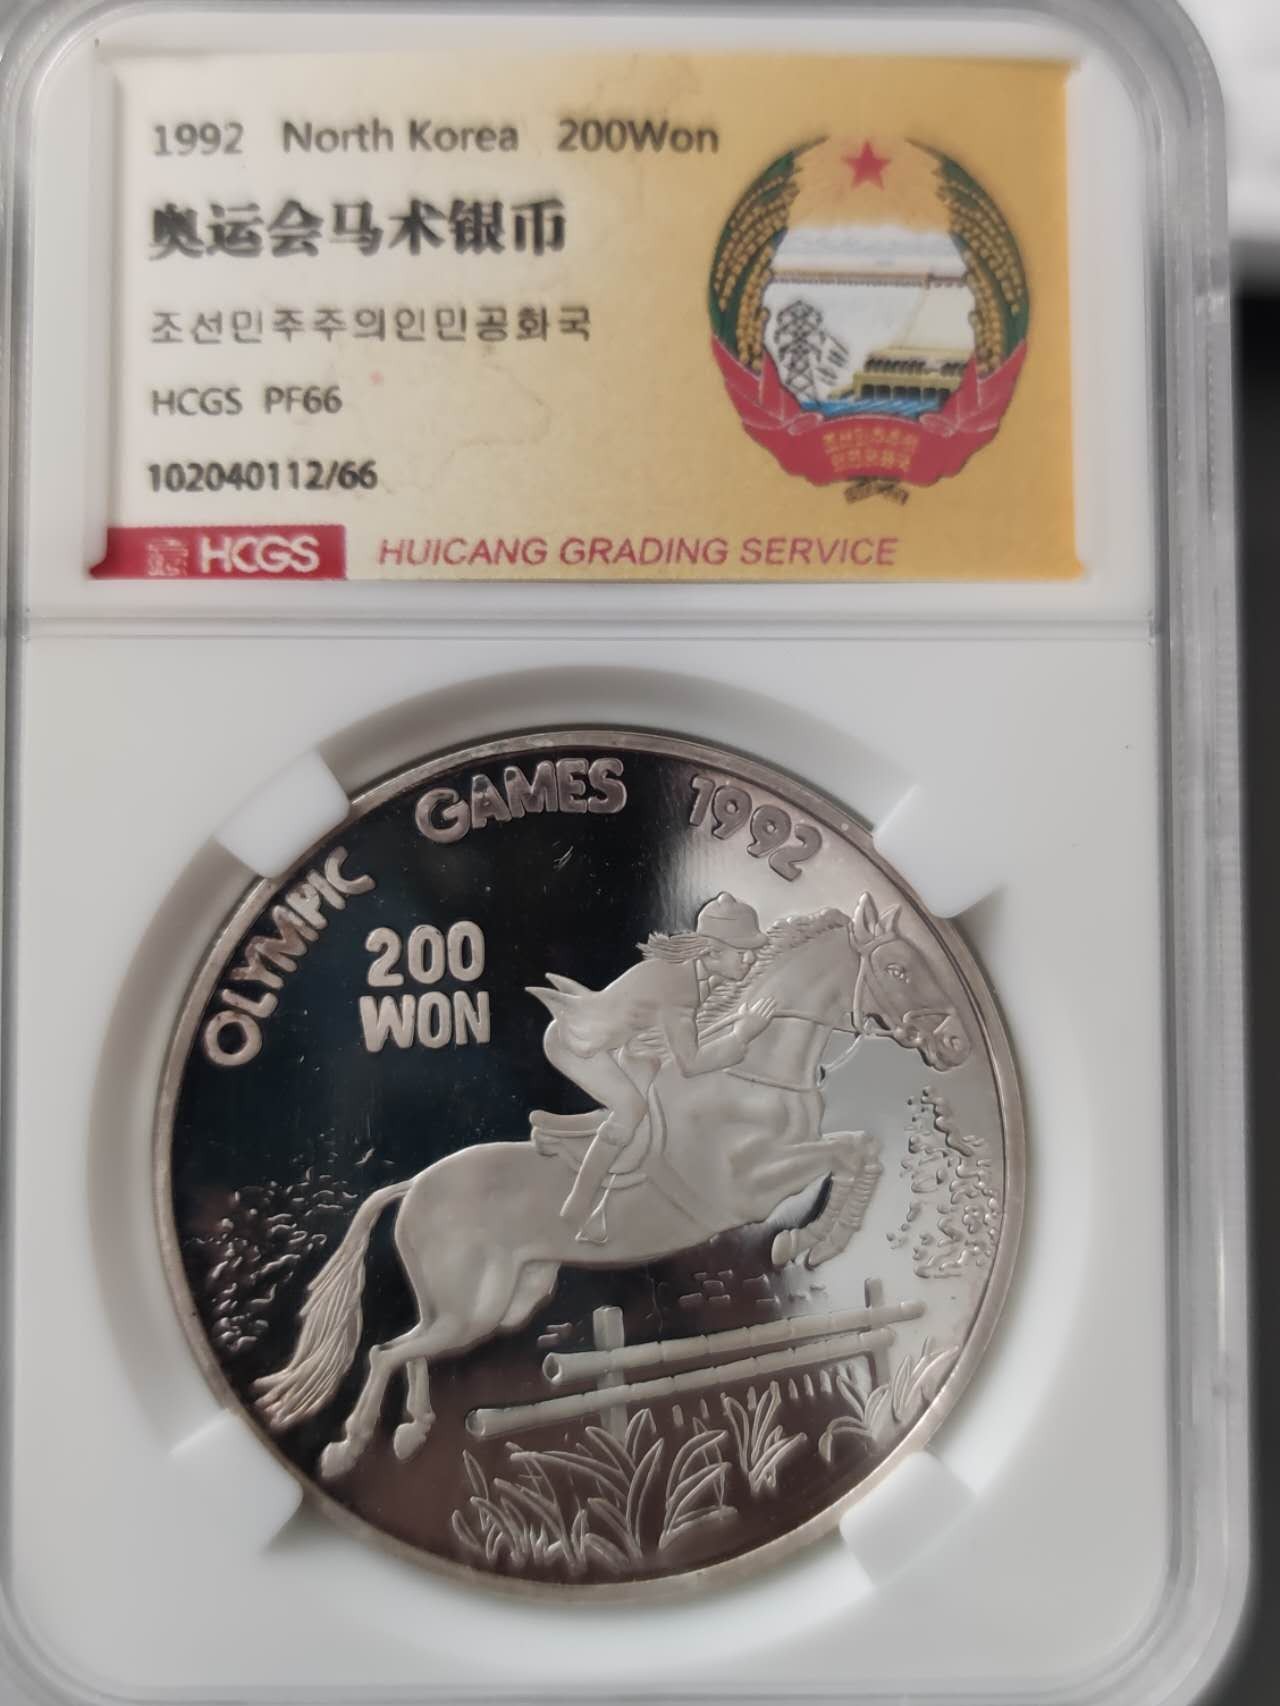 1992 North Korea 200Won
奥运会马术银币
조선민주주의인민공화국
HCGS PF66
102040112/66
HCGS HUICANG GRADING SERVICE
OLYMPIC GAMES 1992
200
WON